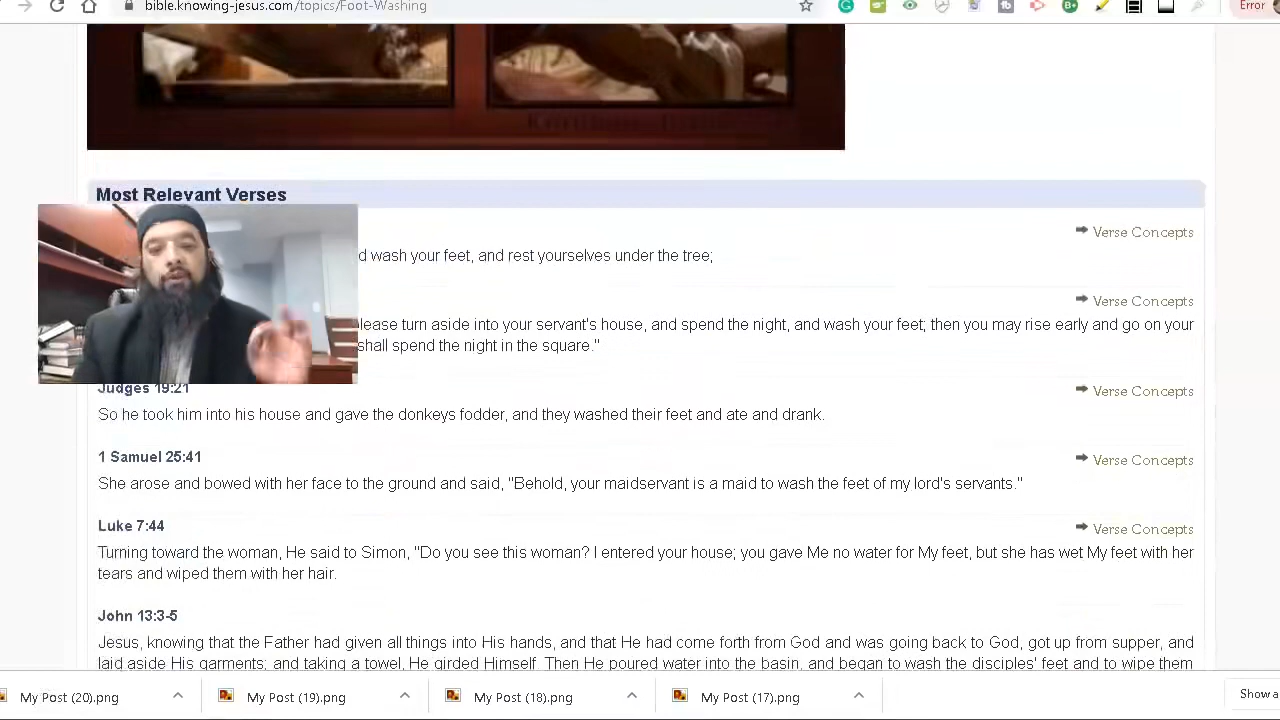 bible.knowing-jesus.com/topics/Foot-Washing
Error
Most Relevant Verses
Verse Concepts
d wash your feet, and rest yourselves under the tree;
Verse Concepts
lease turn aside into your servant's house, and spend the night, and wash your feet; then you may rise early and go on your
shall spend the night in the square."
Judges 19:21
Verse Concepts
So he took him into his house and gave the donkeys fodder, and they washed their feet and ate and drank.
1 Samuel 25:41
Verse Concepts
She arose and bowed with her face to the ground and said, "Behold, your maidservant is a maid to wash the feet of my lord's servants."
Luke 7:44
Verse Concepts
Turning toward the woman, He said to Simon, "Do you see this woman? I entered your house; you gave Me no water for My feet, but she has wet My feet with her
tears and wiped them with her hair.
John 13:3-5
Jesus, knowing that the Father had given all things into His hands, and that He had come forth from God and was going back to God, got up from supper, and
laid aside His garments; and taking a towel, He girded Himself. Then He poured water into the basin, and began to wash the disciples' feet and to wipe them
My Post (20).png
My Post (19).png
My Post (18).png
My Post (17).png
Show a